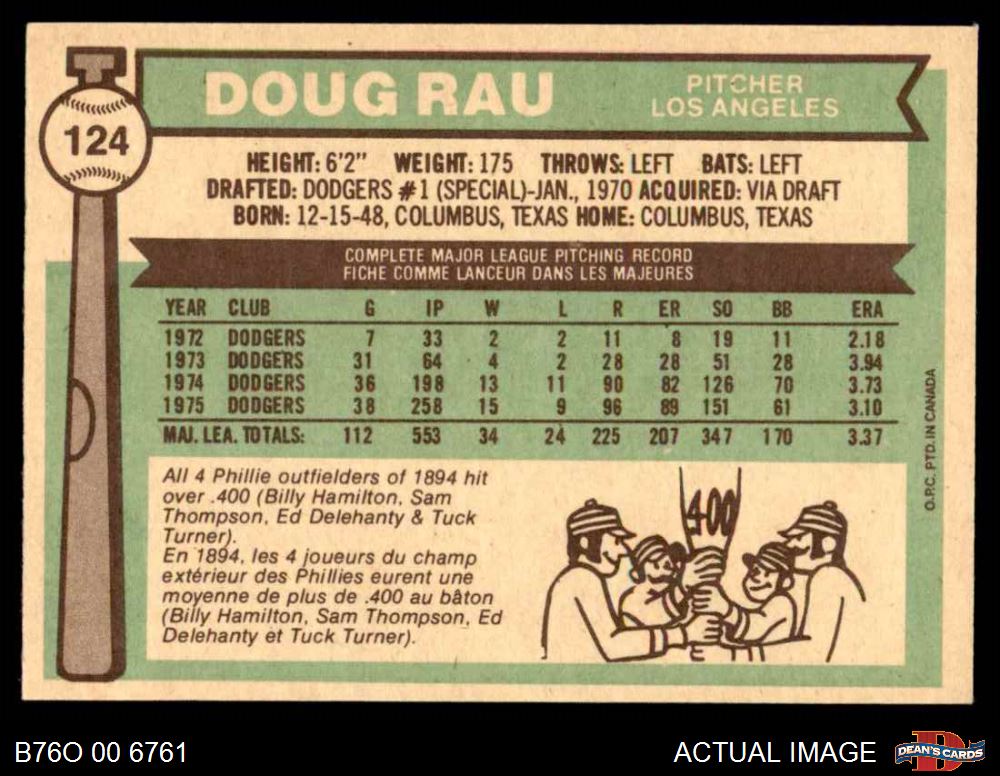 DOUG RAU
PITCHER
LOS ANGELES
124
HEIGHT: 6'2" WEIGHT: 175 THROWS: LEFT BATS: LEFT
DRAFTED: DODGERS #1 (SPECIAL)-JAN., 1970 ACQUIRED: VIA DRAFT
BORN: 12-15-48, COLUMBUS, TEXAS HOME: COLUMBUS, TEXAS
COMPLETE MAJOR LEAGUE PITCHING RECORD
FICHE COMME LANCEUR DANS LES MAJEURES
YEAR CLUB G IP W L R ER SO BB ERA
1972 DODGERS 7 33 2 2 11 8 19 11 2.18
1973 DODGERS 31 64 4 2 28 28 51 28 3.94
1974 DODGERS 36 198 13 11 90 82 126 70 3.73
1975 DODGERS 38 258 15 9 96 89 151 61 3.10
MAJ. LEA. TOTALS: 112 553 34 24 225 207 347 170 3.37
All 4 Phillie outfielders of 1894 hit
over .400 (Billy Hamilton, Sam
Thompson, Ed Delehanty & Tuck
Turner).
En 1894, les 4 joueurs du champ
extérieur des Phillies eurent une
moyenne de plus de .400 au bâton
(Billy Hamilton, Sam Thompson, Ed
Delehanty et Tuck Turner).
400
O.P.C. PTD. IN CANADA
B76O 00 6761
ACTUAL IMAGE
DEAN'S CARDS